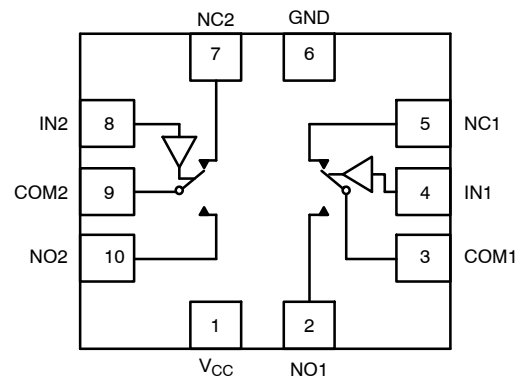 NC2 GND
7 6
IN2 8 5 NC1
COM2 9 4 IN1
NO2 10 3 COM1
1 2
VCC NO1